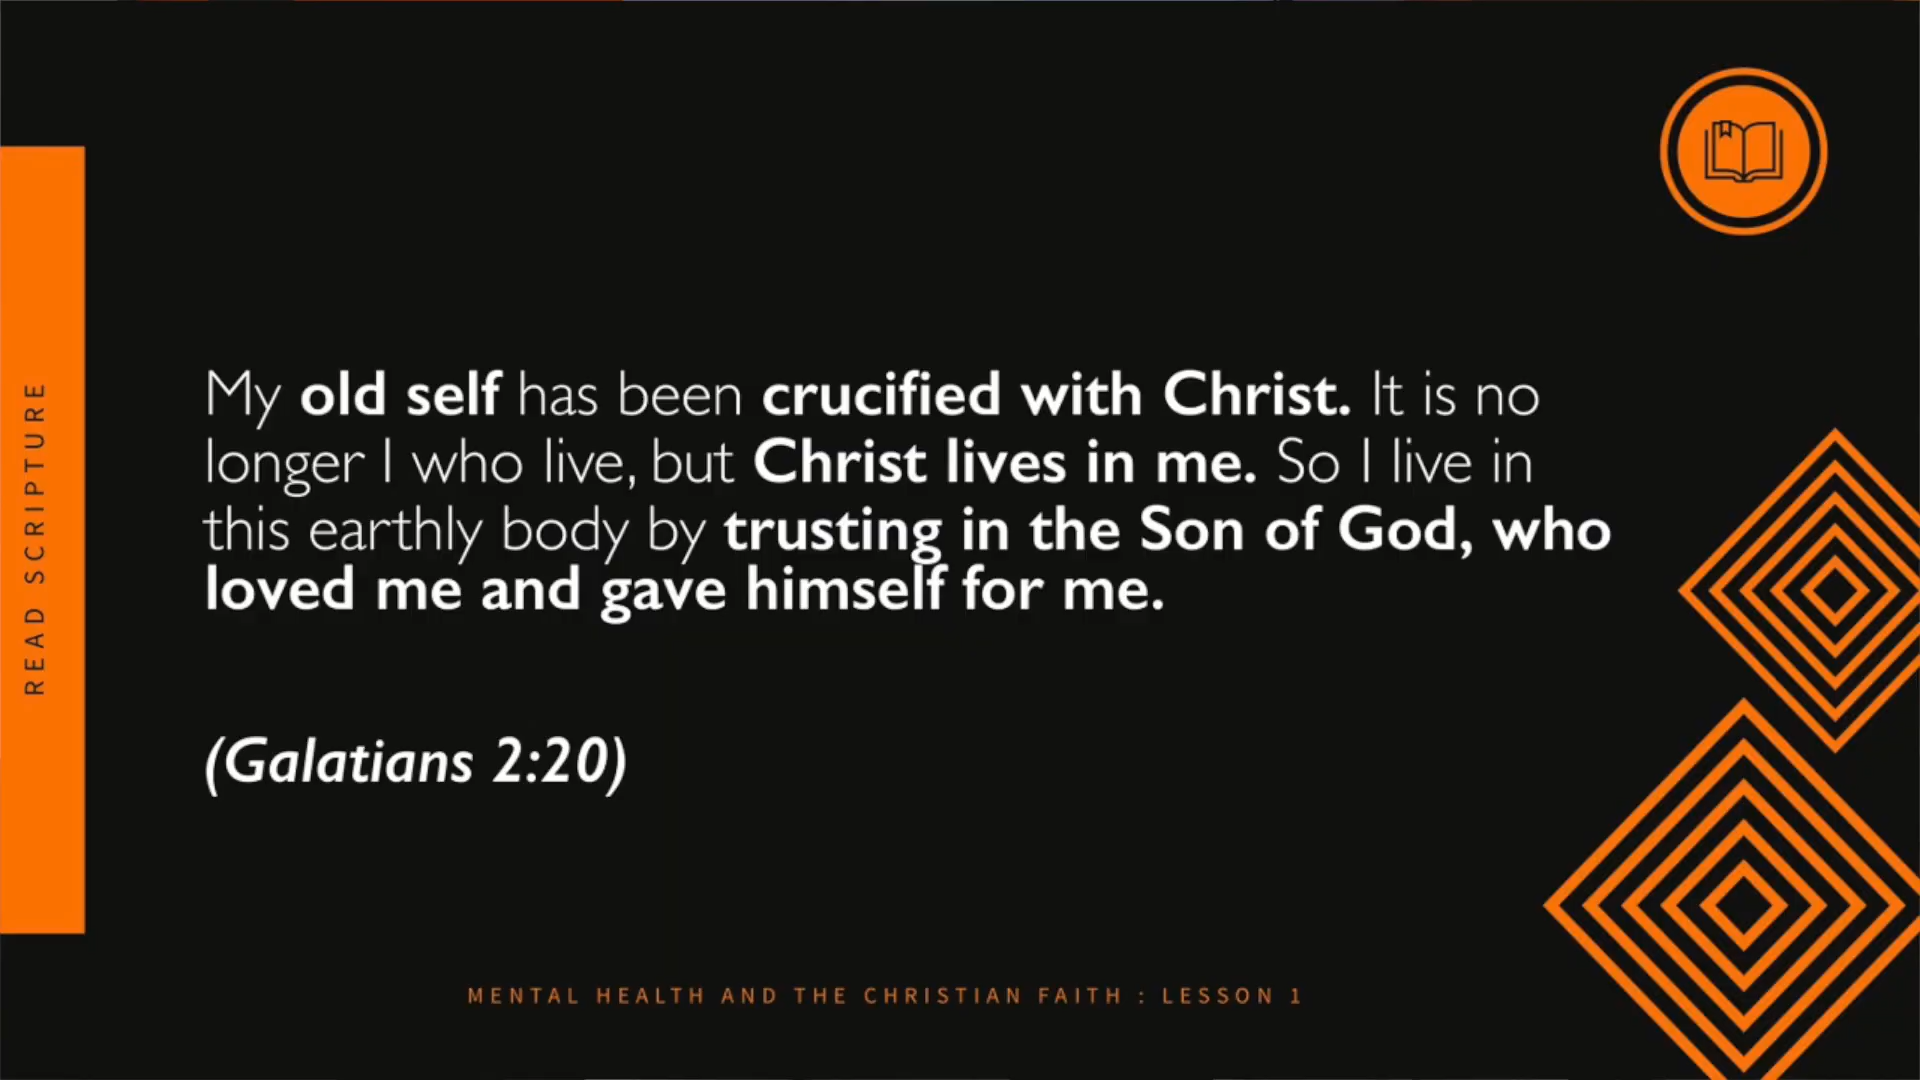 READ SCRIPTURE
My old self has been crucified with Christ. It is no
longer I who live, but Christ lives in me. So I live in
this earthly body by trusting in the Son of God, who
loved me and gave himself for me.
(Galatians 2:20)
MENTAL HEALTH AND THE CHRISTIAN FAITH : LESSON 1